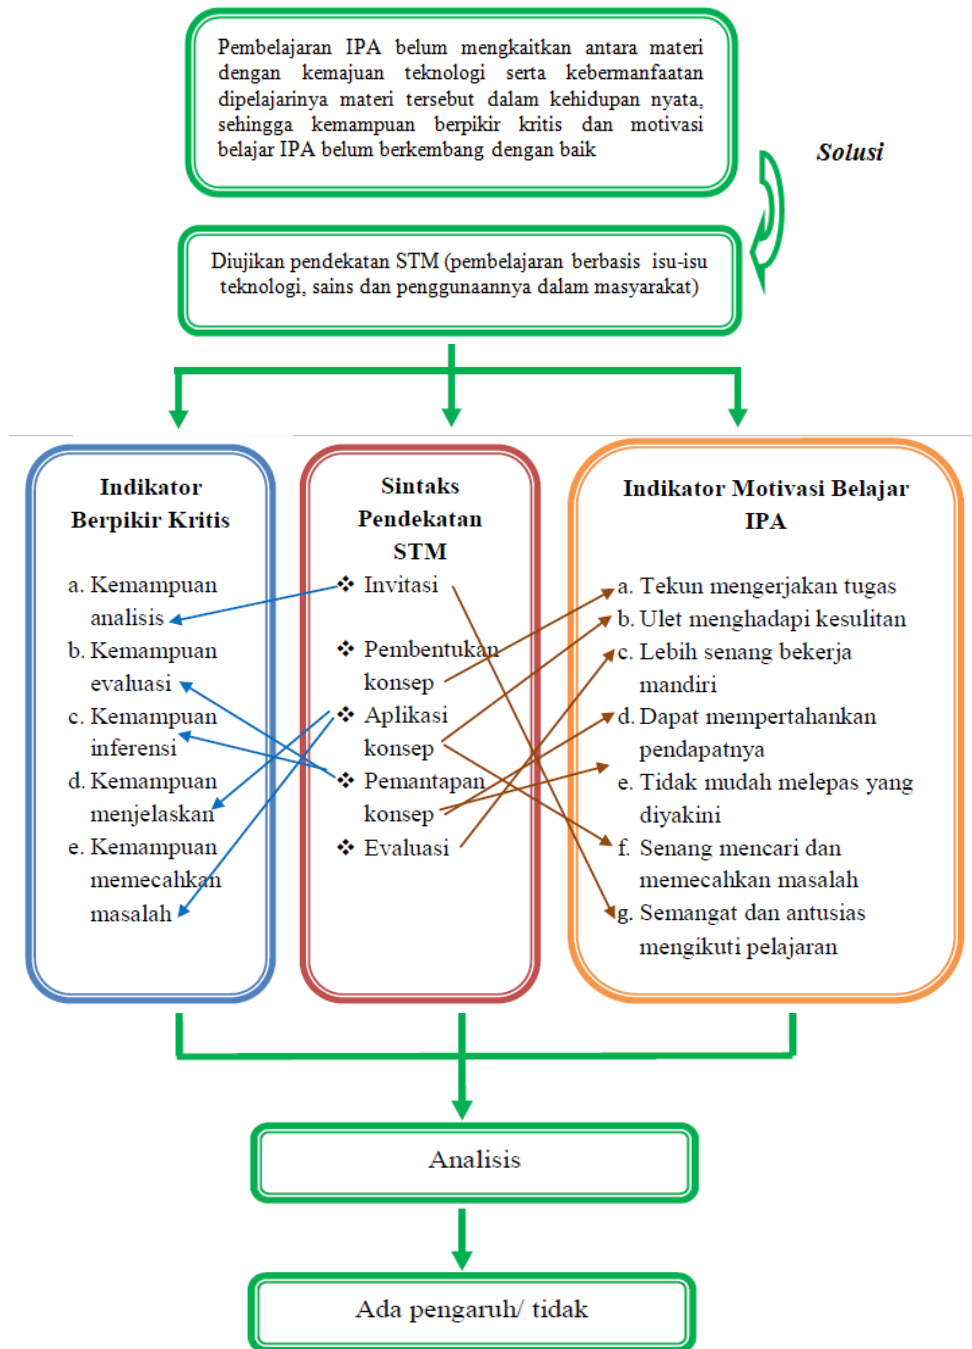 Pembelajaran IPA belum mengkaitkan antara materi
dengan kemajuan teknologi serta kebermanfaatan
dipelajarinya materi tersebut dalam kehidupan nyata,
sehingga kemampuan berpikir kritis dan motivasi
belajar IPA belum berkembang dengan baik
Solusi
Diujikan pendekatan STM (pembelajaran berbasis isu-isu
teknologi, sains dan penggunaannya dalam masyarakat)
Indikator
Berpikir Kritis
a. Kemampuan
analisis
b. Kemampuan
evaluasi
c. Kemampuan
inferensi
d. Kemampuan
menjelaskan
e. Kemampuan
memecahkan
masalah
Sintaks
Pendekatan
STM
❖ Invitasi
❖ Pembentukan
konsep
❖ Aplikasi
konsep
❖ Pemantapan
konsep
❖ Evaluasi
Indikator Motivasi Belajar
IPA
a. Tekun mengerjakan tugas
b. Ulet menghadapi kesulitan
c. Lebih senang bekerja
mandiri
d. Dapat mempertahankan
pendapatnya
e. Tidak mudah melepas yang
diyakini
f. Senang mencari dan
memecahkan masalah
g. Semangat dan antusias
mengikuti pelajaran
Analisis
Ada pengaruh/ tidak